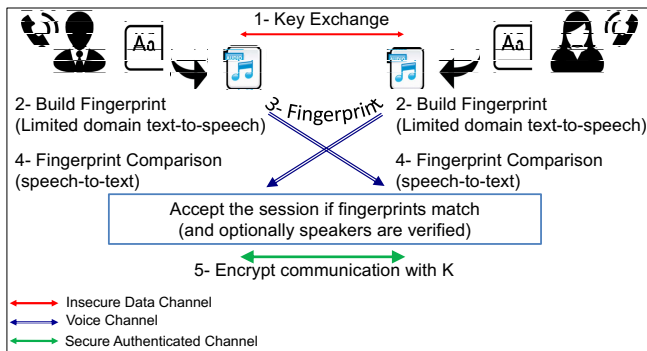 1- Key Exchange
Aa
Aa
2- Build Fingerprint
(Limited domain text-to-speech)
3- Fingerprint
2- Build Fingerprint
(Limited domain text-to-speech)
4- Fingerprint Comparison
(speech-to-text)
4- Fingerprint Comparison
(speech-to-text)
Accept the session if fingerprints match
(and optionally speakers are verified)
5- Encrypt communication with K
Insecure Data Channel
Voice Channel
Secure Authenticated Channel